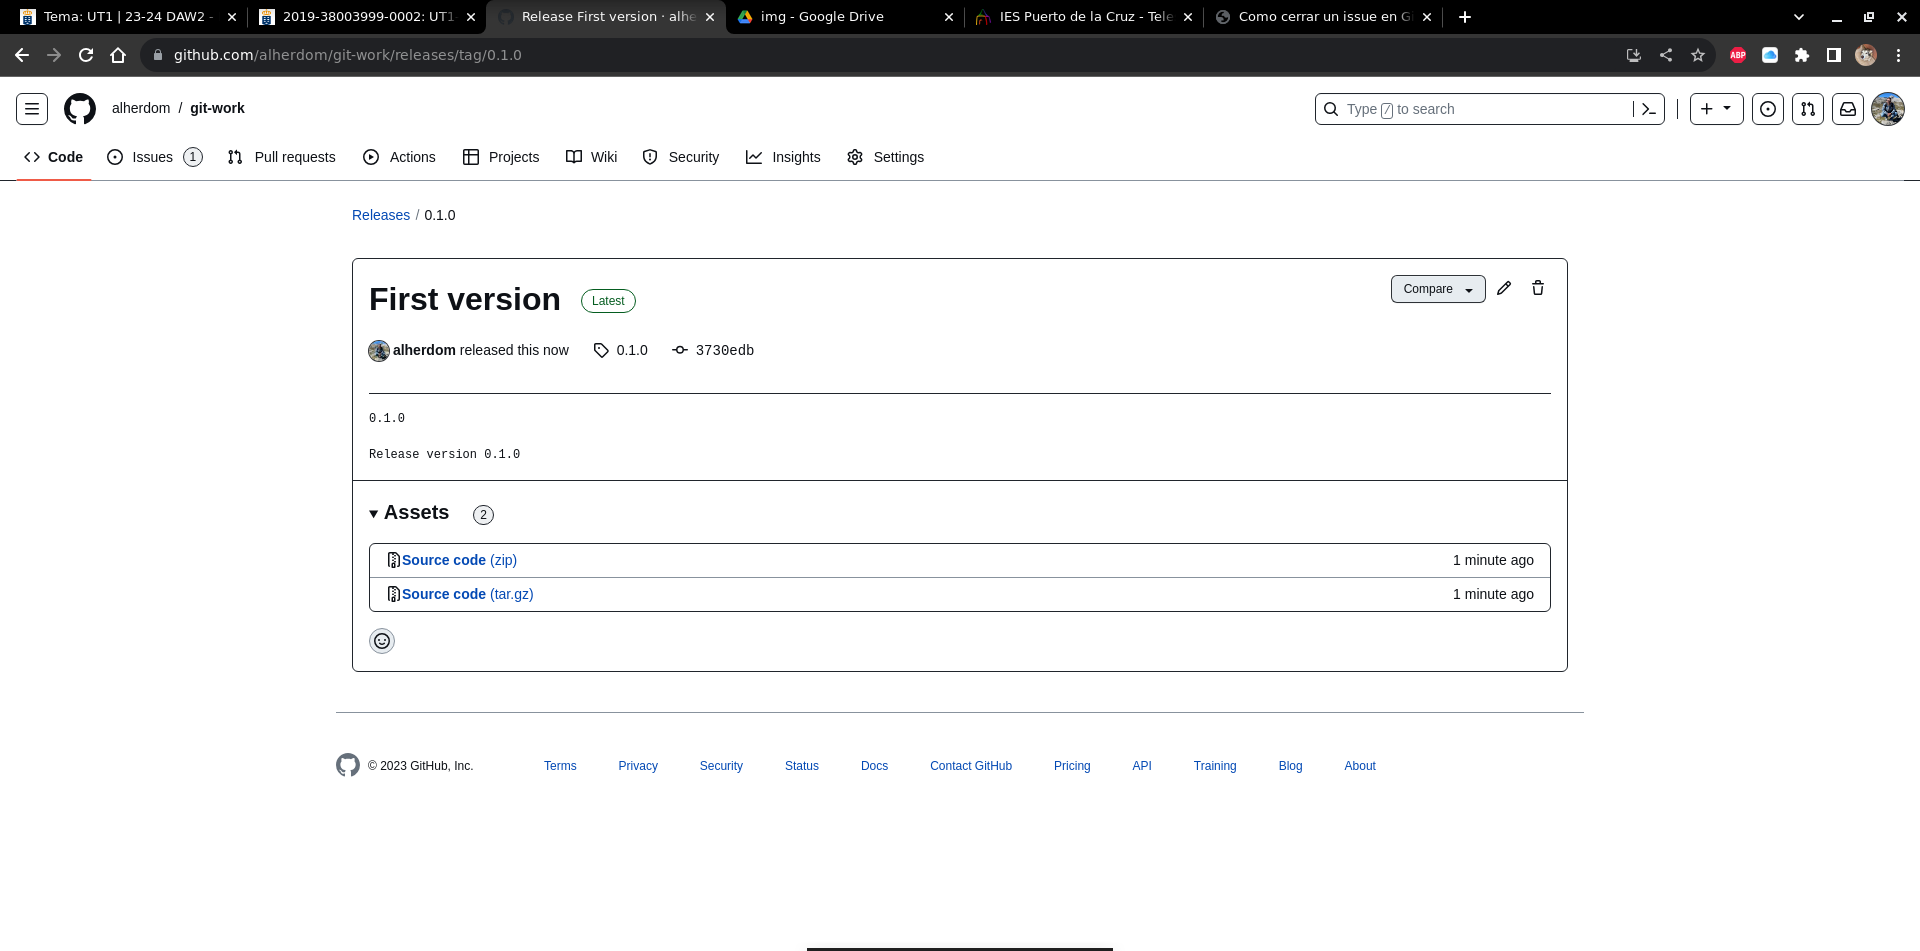 Tema: UT1 | 23-24 DAW2 -
2019-38003999-0002: UT1-
Release First version · alhe
img - Google Drive
IES Puerto de la Cruz - Tele
Como cerrar un issue en G
github.com/alherdom/git-work/releases/tag/0.1.0
ABP
alherdom / git-work
Type / to search
Code
Issues 1
Pull requests
Actions
Projects
Wiki
Security
Insights
Settings
Releases / 0.1.0
First version Latest
Compare
alherdom released this now 0.1.0 3730edb
0.1.0
Release version 0.1.0
Assets 2
Source code (zip) 1 minute ago
Source code (tar.gz) 1 minute ago
© 2023 GitHub, Inc. Terms Privacy Security Status Docs Contact GitHub Pricing API Training Blog About